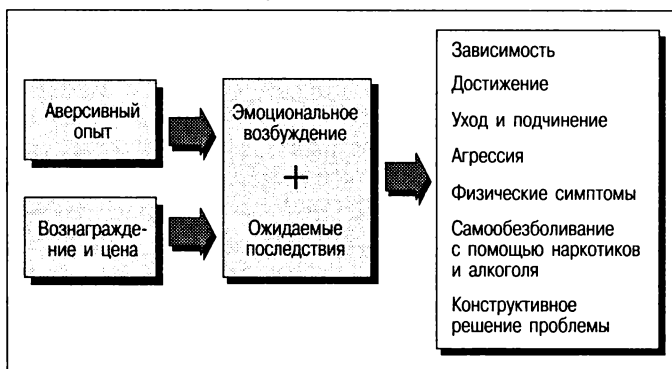 Аверсивный
опыт
Вознагражде-
ние и цена
Эмоциональное
возбуждение
+
Ожидаемые
последствия
Зависимость
Достижение
Уход и подчинение
Агрессия
Физические симптомы
Самообезболивание
с помощью наркотиков
и алкоголя
Конструктивное
решение проблемы